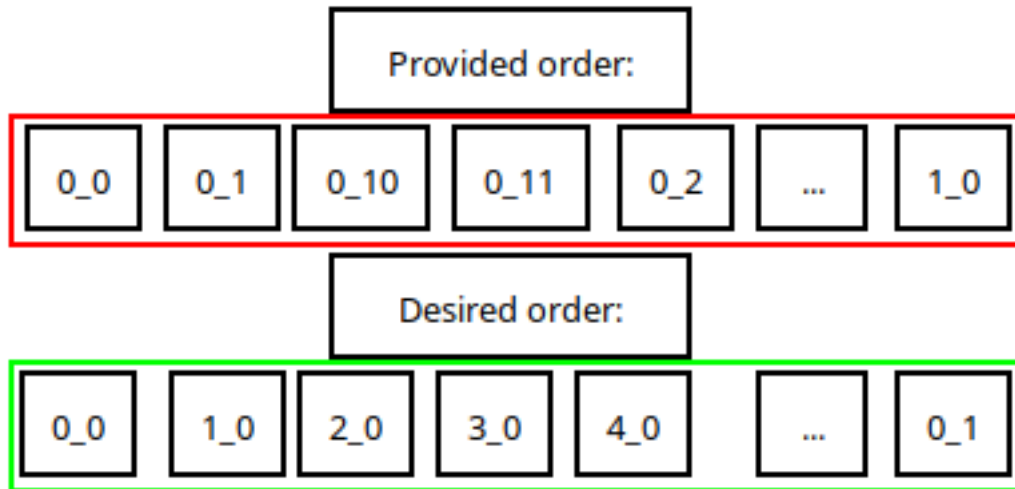 Provided order:
0_0 0_1 0_10 0_11 0_2 ... 1_0
Desired order:
0_0 1_0 2_0 3_0 4_0 ... 0_1